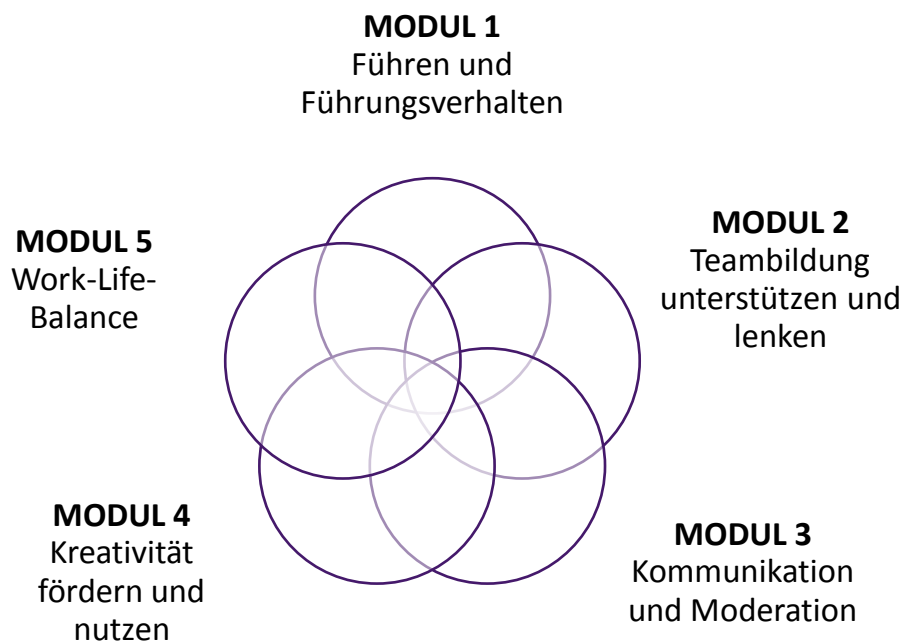 MODUL 1
Führen und
Führungsverhalten
MODUL 2
Teambildung
unterstützen und
lenken
MODUL 3
Kommunikation
und Moderation
MODUL 4
Kreativität
fördern und
nutzen
MODUL 5
Work-Life-
Balance